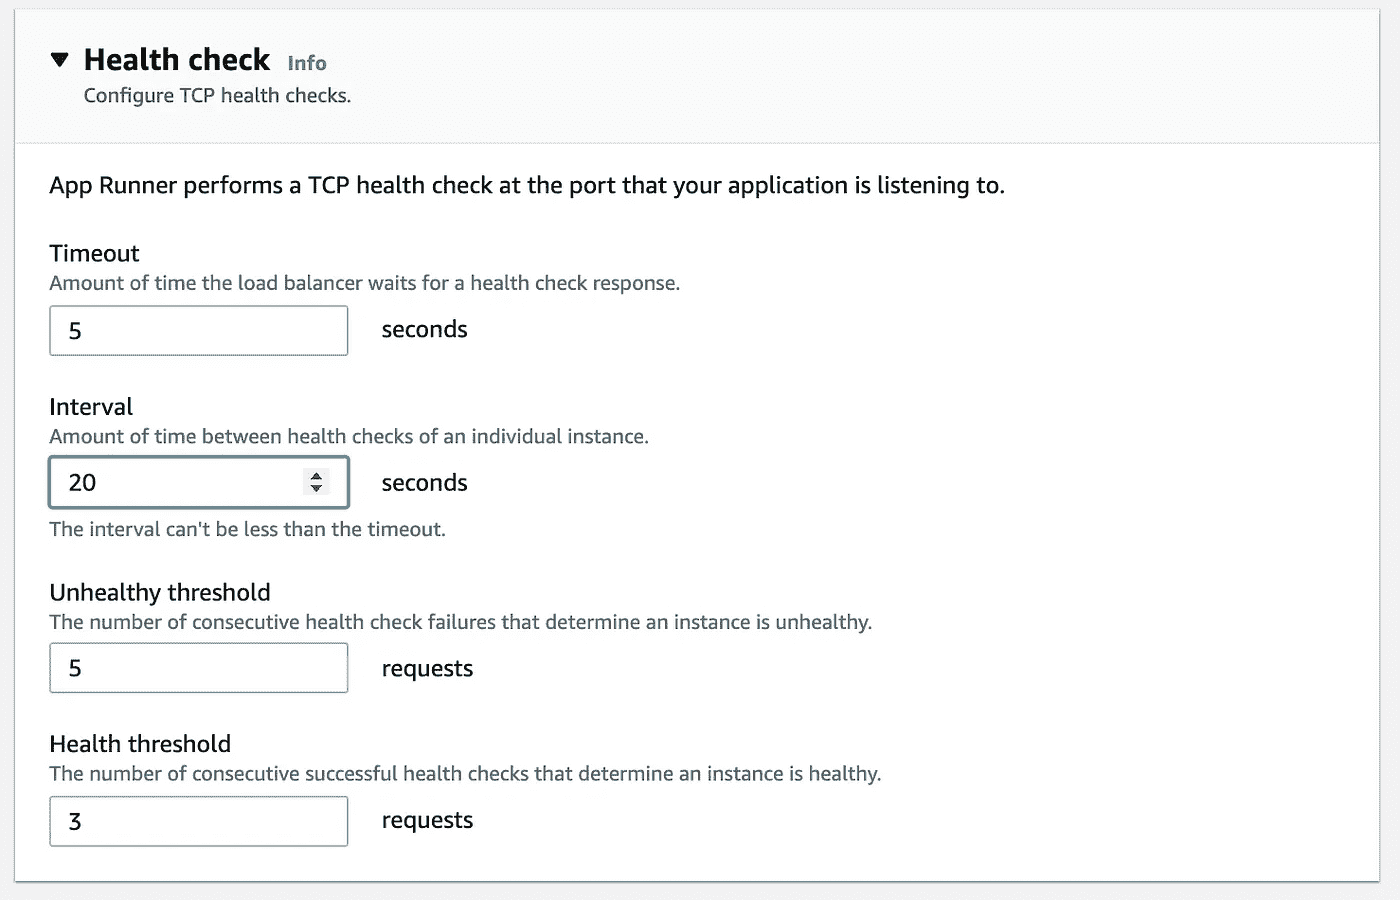 Health check Info
Configure TCP health checks.
App Runner performs a TCP health check at the port that your application is listening to.
Timeout
Amount of time the load balancer waits for a health check response.
5 seconds
Interval
Amount of time between health checks of an individual instance.
20 seconds
The interval can't be less than the timeout.
Unhealthy threshold
The number of consecutive health check failures that determine an instance is unhealthy.
5 requests
Health threshold
The number of consecutive successful health checks that determine an instance is healthy.
3 requests